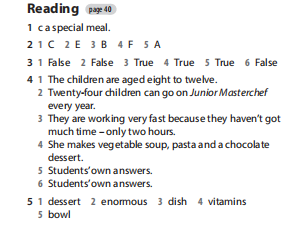 Reading page 40
1 c a special meal.
2 1 C 2 E 3 B 4 F 5 A
3 1 False 2 False 3 True 4 True 5 True 6 False
4 1 The children are aged eight to twelve.
2 Twenty-four children can go on Junior Masterchef
every year.
3 They are working very fast because they haven't got
much time – only two hours.
4 She makes vegetable soup, pasta and a chocolate
dessert.
5 Students' own answers.
6 Students' own answers.
5 1 dessert 2 enormous 3 dish 4 vitamins
5 bowl